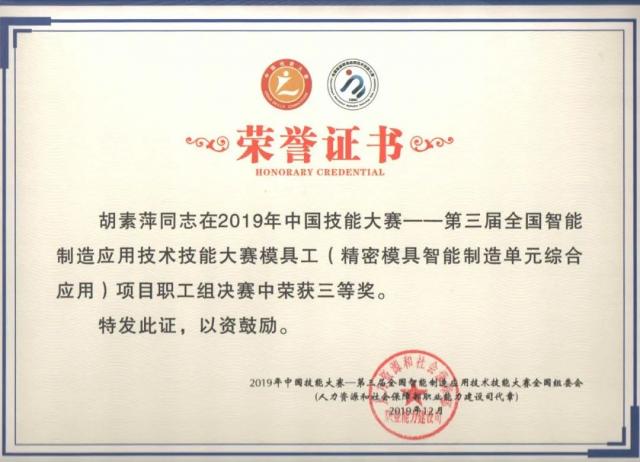 荣誉证书
HONORARY CREDENTIAL
胡素萍同志在2019年中国技能大赛——第三届全国智能
制造应用技术技能大赛模具工（精密模具智能制造单元综合
应用）项目职工组决赛中荣获三等奖。
特发此证，以资鼓励。
2019年中国技能大赛—第三届全国智能制造应用技术技能大赛全国组委会
(人力资源和社会保障部职业能力建设司代章)
2019年12月